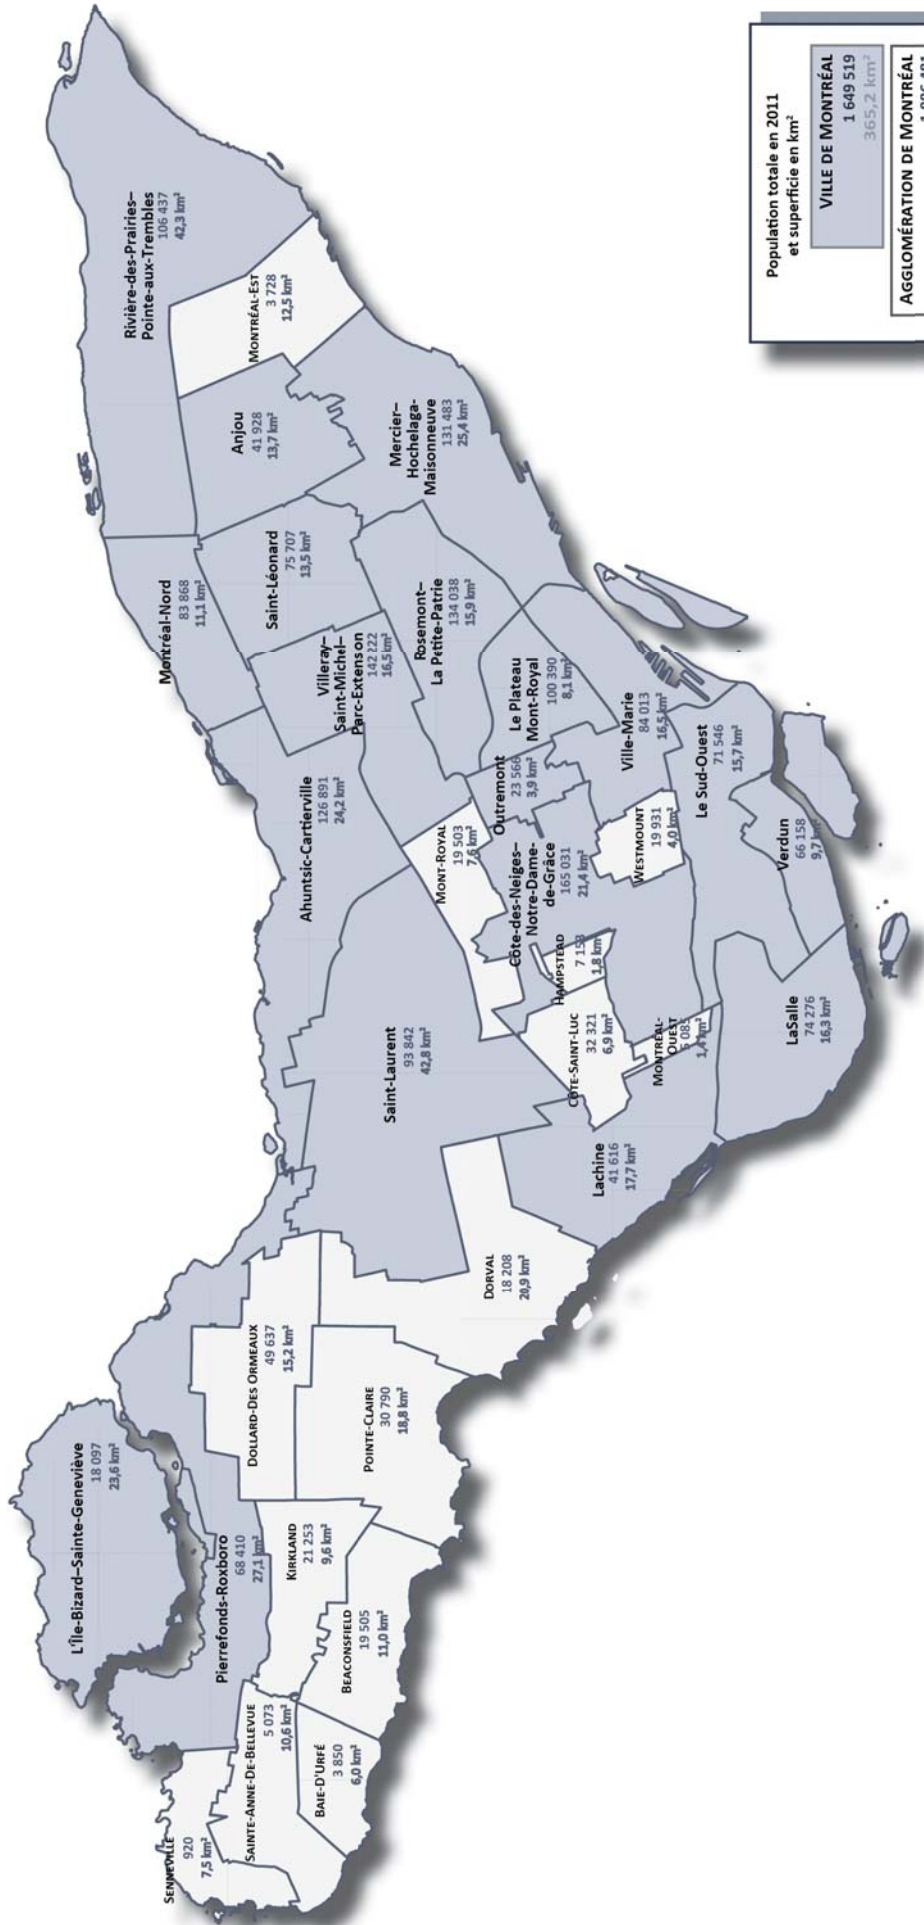 L'Île-Bizard–Sainte-Geneviève
18 097
23,6 km²
Pierrefonds-Roxboro
68 410
27,1 km²
SENNEVILLE
920
7,5 km²
SAINTE-ANNE-DE-BELLEVUE
5 073
10,6 km²
BAIE-D'URFÉ
3 850
6,0 km²
BEACONSFIELD
19 505
11,0 km²
KIRKLAND
21 253
9,6 km²
DOLLARD-DES ORMEAUX
49 637
15,2 km²
POINTE-CLAIRE
30 790
18,8 km²
DORVAL
18 208
20,9 km²
Saint-Laurent
93 842
42,8 km²
Lachine
41 616
17,7 km²
Ahuntsic-Cartierville
126 891
24,2 km²
MONT-ROYAL
19 503
7,6 km²
CÔTE-SAINT-LUC
32 321
6,9 km²
HAMPSTEAD
7 153
1,8 km
MONTRÉAL-
OUEST
1,4 km²
LaSalle
74 276
16,3 km²
Côte-des-Neiges–
Notre-Dame-
de-Grâce
165 031
21,4 km²
Outremont
23 566
3,9 km²
WESTMOUNT
19 931
4,0 km²
Verdun
66 158
9,7 km²
Le Sud-Ouest
71 546
15,7 km²
Ville-Marie
84 013
16,5 km²
Le Plateau
Mont-Royal
100 390
8,1 km²
Rosemont–
La Petite-Patrie
134 038
15,9 km²
Villeray–
Saint-Michel–
Parc-Extenson
142 222
16,5 km²
Montréal-Nord
83 868
11,1 km²
Saint-Léonard
75 707
13,5 km²
Anjou
41 928
13,7 km²
Mercier–
Hochelaga-
Maisonneuve
131 483
25,4 km²
MONTRÉAL-EST
3 728
12,5 km²
Rivière-des-Prairies–
Pointe-aux-Trembles
106 437
42,3 km²
Population totale en 2011
et superficie en km²
VILLE DE MONTRÉAL
1 649 519
365,2 km²
AGGLOMÉRATION DE MONTRÉAL